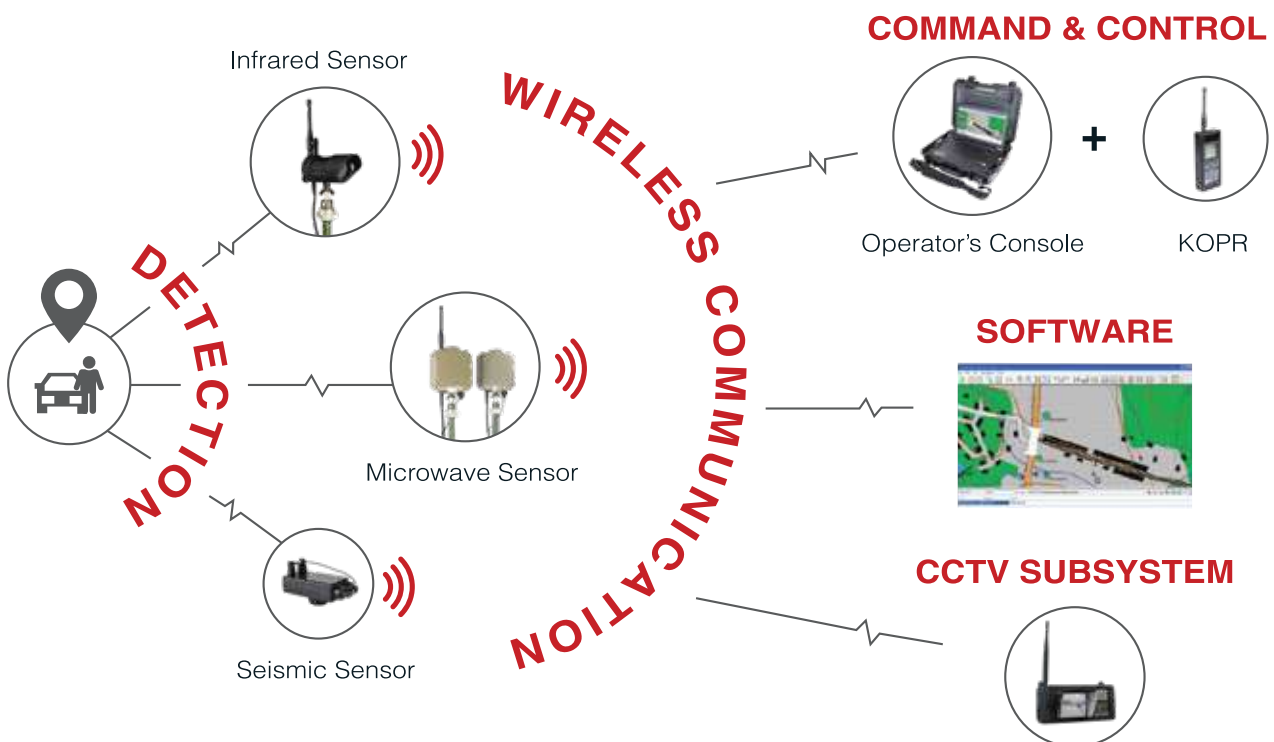 COMMAND & CONTROL
Infrared Sensor
WIRELESS COMMUNICATION
+
Operator's Console
KOPR
DETECTION
SOFTWARE
Microwave Sensor
CCTV SUBSYSTEM
Seismic Sensor